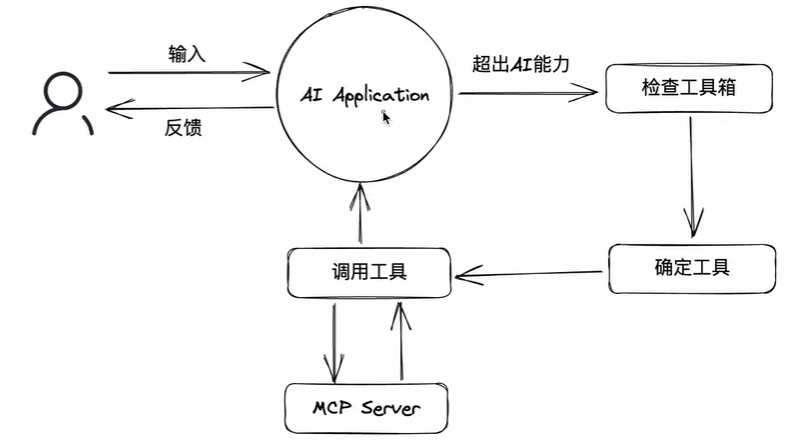 输入
反馈
AI Application
超出AI能力
检查工具箱
确定工具
调用工具
MCP Server